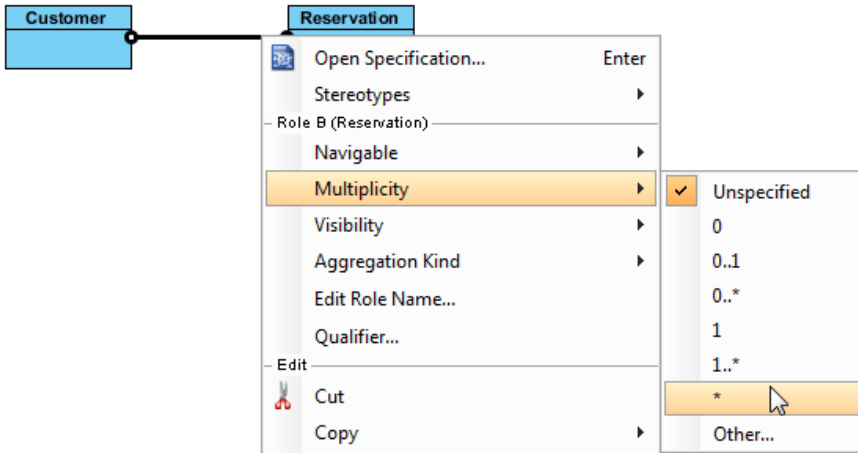 Customer
Reservation
Open Specification... Enter
Stereotypes
Role B (Reservation)
Navigable
Multiplicity
Visibility
Aggregation Kind
Edit Role Name...
Qualifier...
Edit
Cut
Copy
Unspecified
0
0..1
0..*
1
1..*
*
Other...